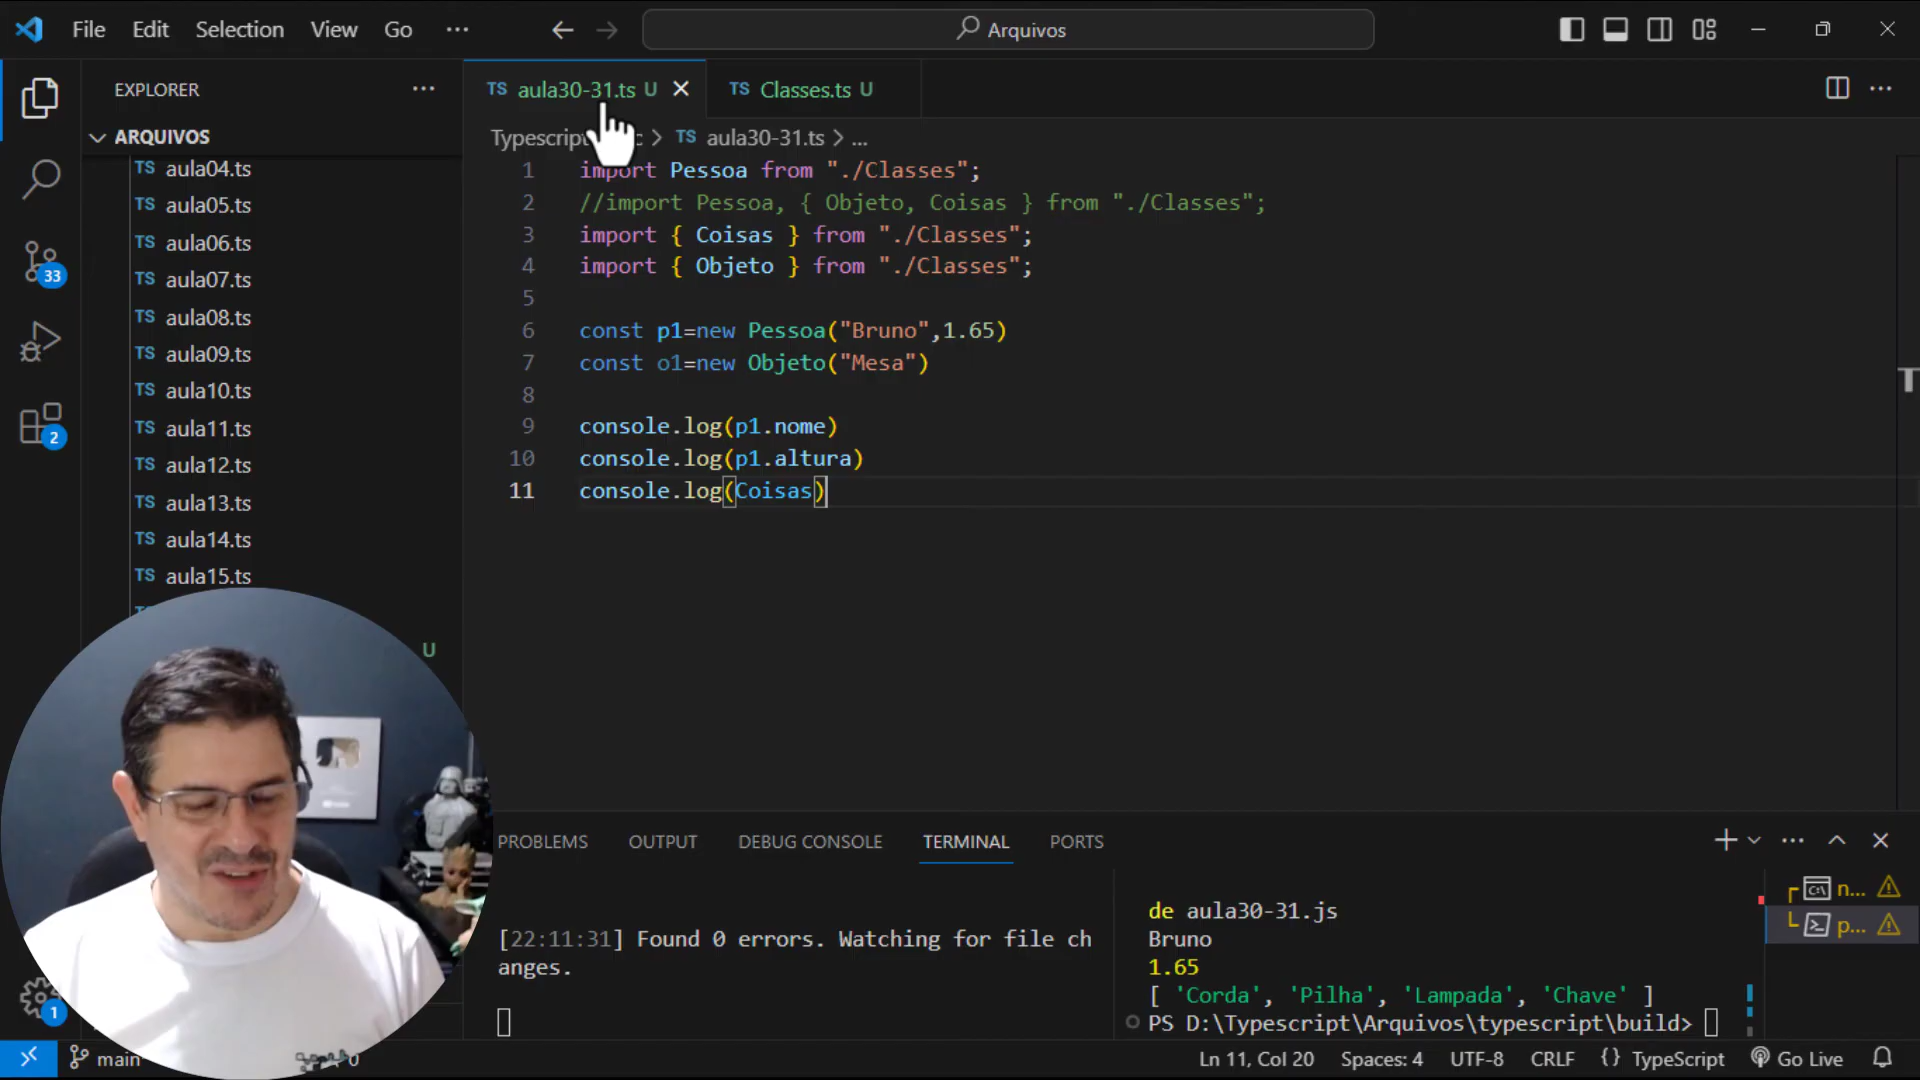 File Edit Selection View Go ···
Arquivos
EXPLORER ···
ARQUIVOS
TS aula04.ts
TS aula05.ts
TS aula06.ts
TS aula07.ts
TS aula08.ts
TS aula09.ts
TS aula10.ts
TS aula11.ts
TS aula12.ts
TS aula13.ts
TS aula14.ts
TS aula15.ts
U
33
2
1
TS aula30-31.ts U
TS Classes.ts U
Typescrip TS aula30-31.ts > ...
1 import Pessoa from "./Classes";
2 //import Pessoa, { Objeto, Coisas } from "./Classes";
3 import { Coisas } from "./Classes";
4 import { Objeto } from "./Classes";
5
6 const p1=new Pessoa("Bruno",1.65)
7 const o1=new Objeto("Mesa")
8
9 console.log(p1.nome)
10 console.log(p1.altura)
11 console.log(Coisas)
PROBLEMS OUTPUT DEBUG CONSOLE TERMINAL PORTS
[22:11:31] Found 0 errors. Watching for file ch
anges.
de aula30-31.js
Bruno
1.65
[ 'Corda', 'Pilha', 'Lampada', 'Chave' ]
PS D:\Typescript\Arquivos\typescript\build>
n...
p...
main 0
Ln 11, Col 20 Spaces: 4 UTF-8 CRLF {} TypeScript Go Live